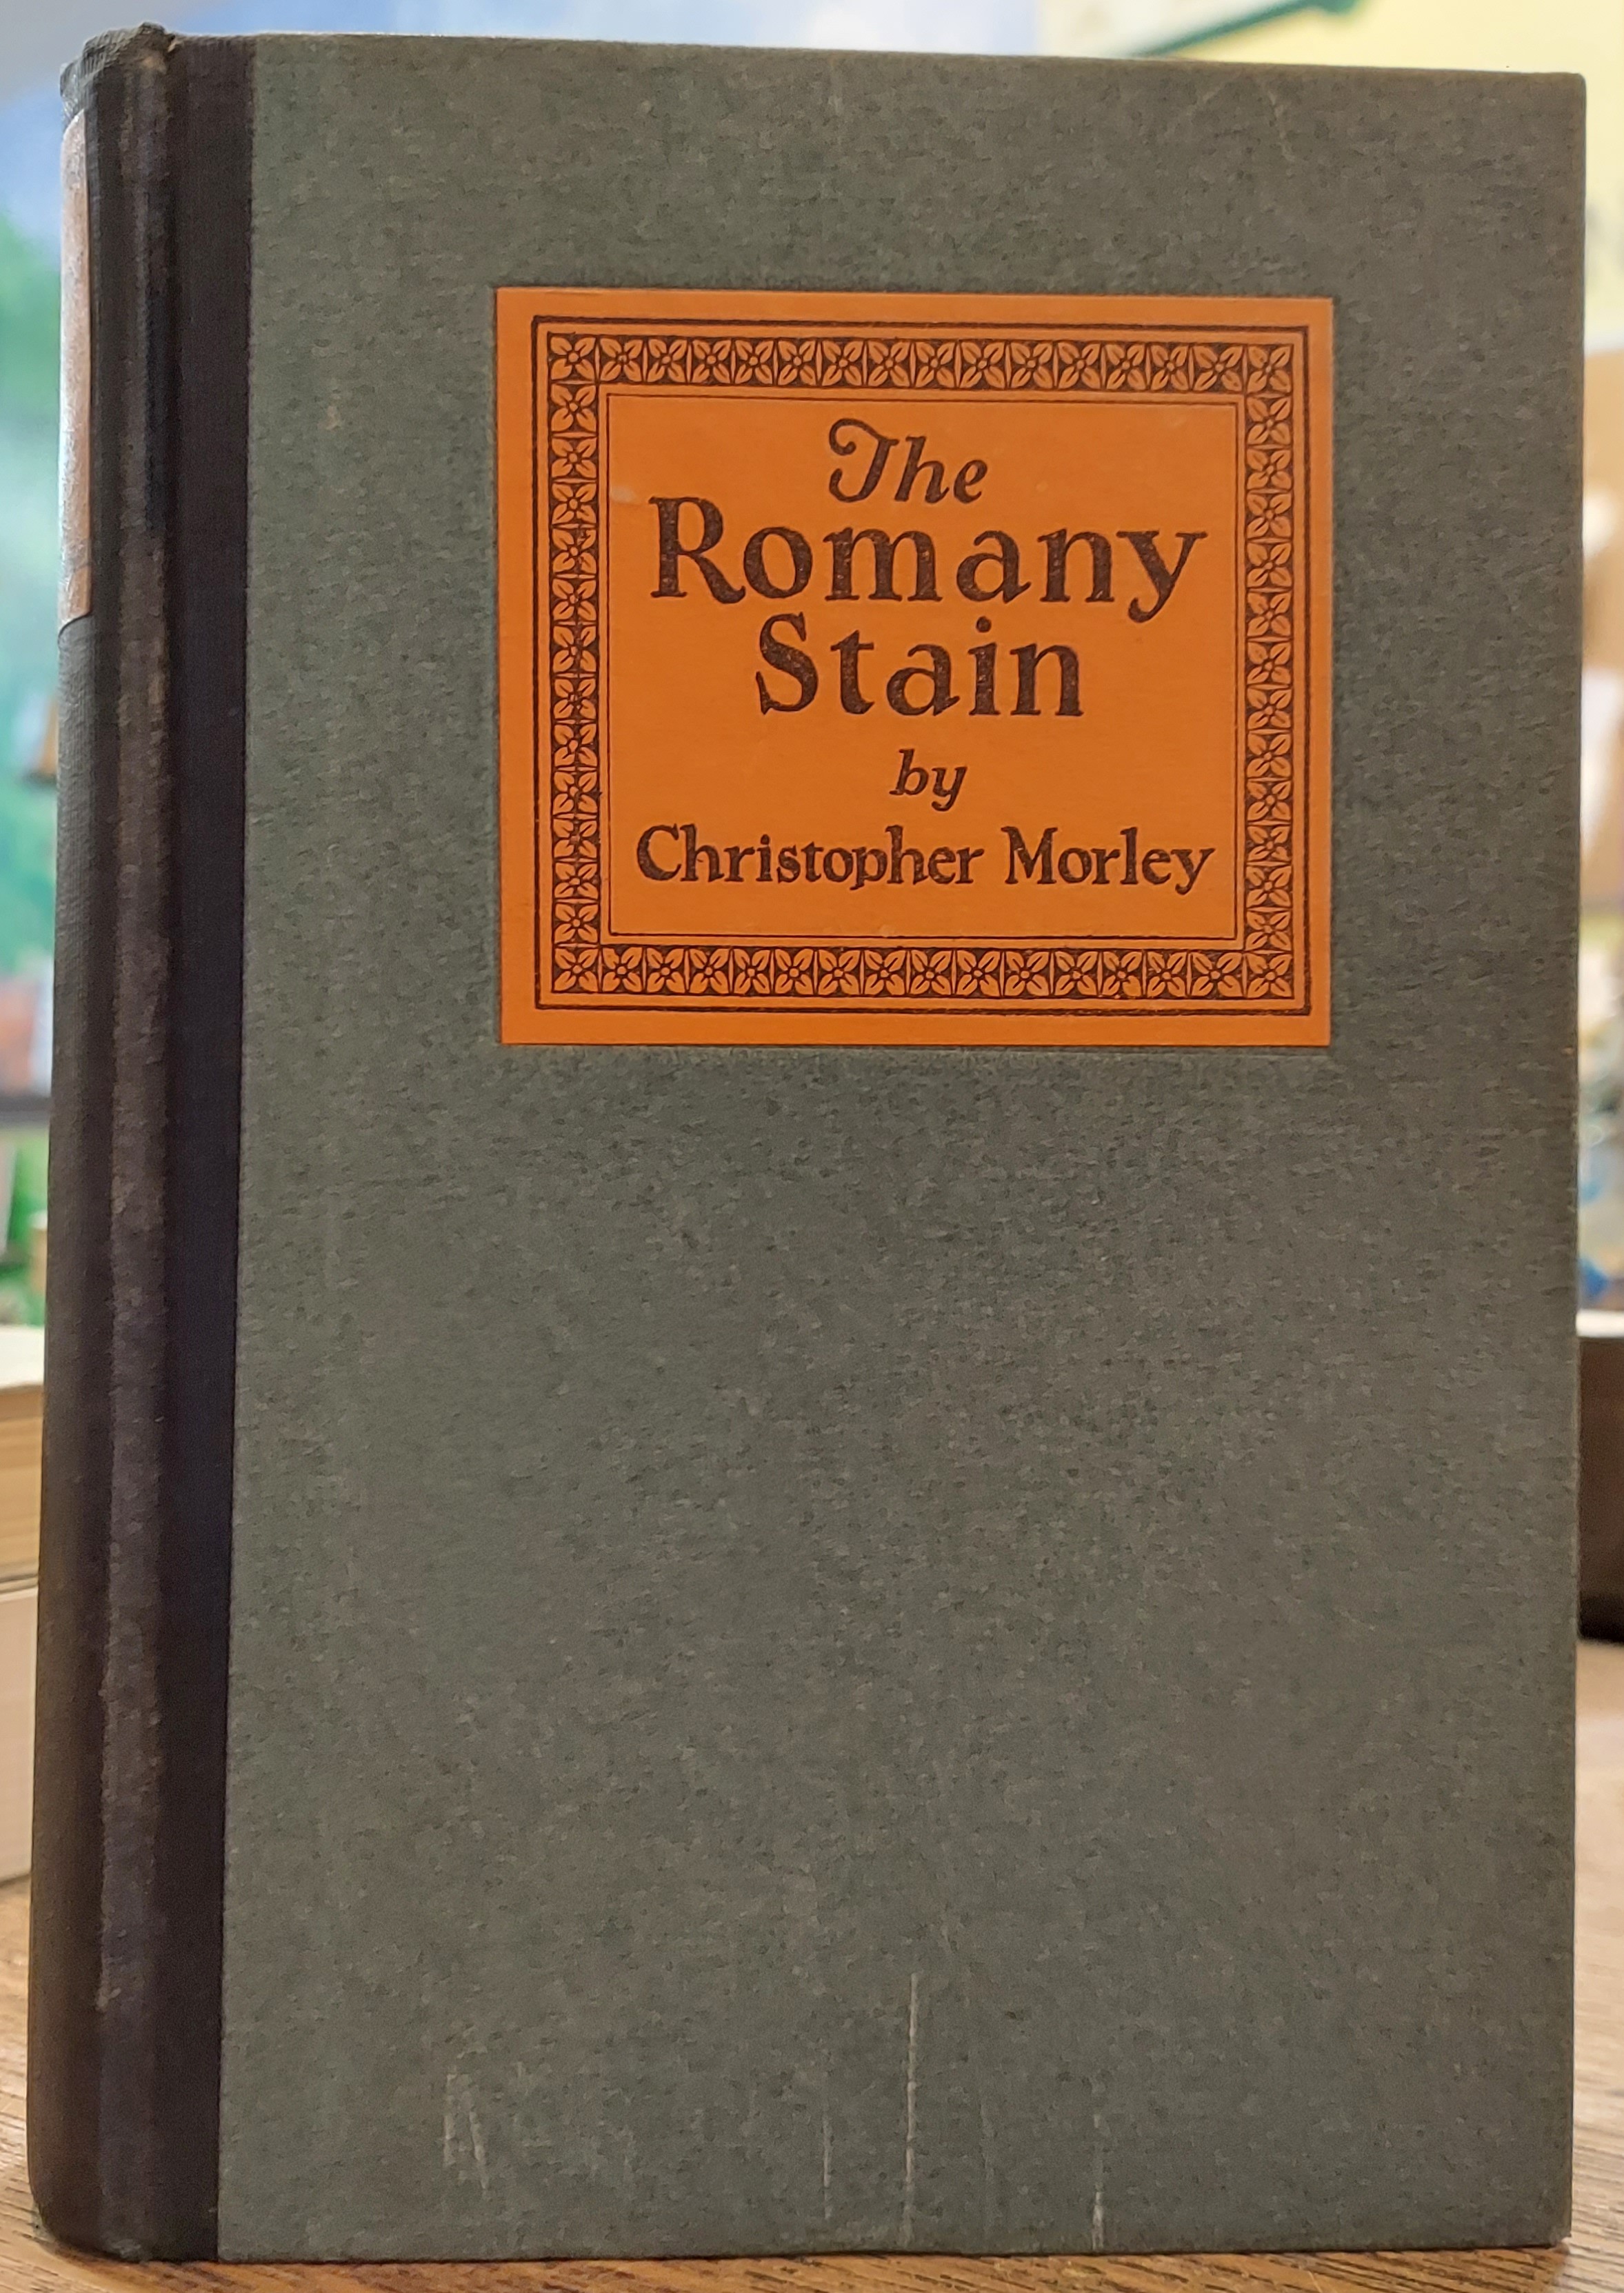 The
Romany
Stain
by
Christopher Morley